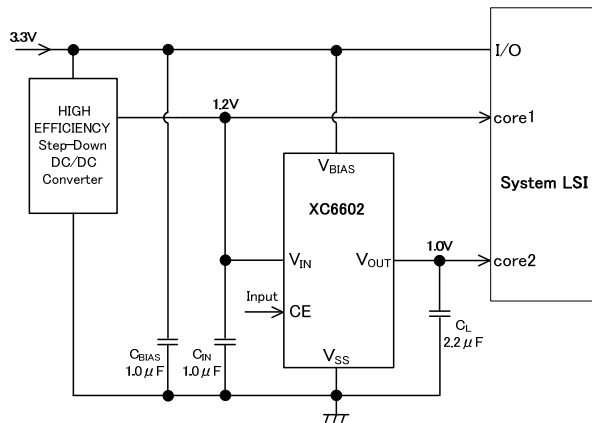 3.3V
I/O
HIGH
EFFICIENCY
Step-Down
DC/DC
Converter
1.2V
core1
VBIAS
System LSI
XC6602
VIN
VOUT
1.0V
core2
Input
CE
CBIAS
1.0μF
CIN
1.0μF
CL
2.2μF
VSS